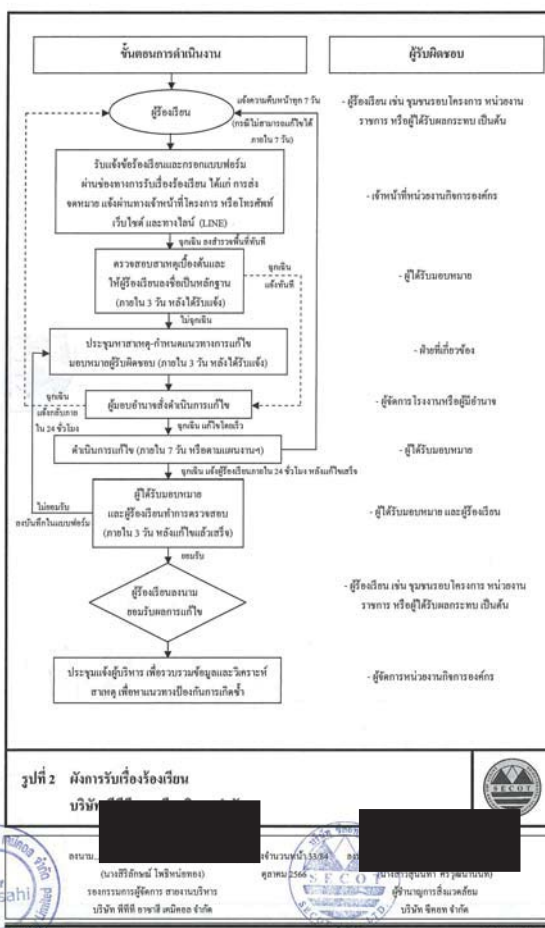 ขั้นตอนการดำเนินงาน
ผู้รับผิดชอบ
แจ้งความคืบหน้าทุก 7 วัน
(กรณีไม่สามารถแก้ไขได้
ภายใน 7 วัน)
ผู้ร้องเรียน
- ผู้ร้องเรียน เช่น ชุมชนรอบโครงการ หน่วยงาน
ราชการ หรือผู้ได้รับผลกระทบ เป็นต้น
รับแจ้งข้อร้องเรียนและกรอกแบบฟอร์ม
ผ่านช่องทางการรับเรื่องร้องเรียน ได้แก่ การส่ง
จดหมาย แจ้งผ่านทางเจ้าหน้าที่โครงการ หรือโทรศัพท์
เว็บไซต์ และทางไลน์ (LINE)
- เจ้าหน้าที่หน่วยงานกิจการองค์กร
ฉุกเฉิน ลงสำรวจพื้นที่ทันที
ตรวจสอบสาเหตุเบื้องต้นและ
ให้ผู้ร้องเรียนลงชื่อเป็นหลักฐาน
(ภายใน 3 วัน หลังได้รับแจ้ง)
ฉุกเฉิน
แจ้งทันที
- ผู้ได้รับมอบหมาย
ไม่ฉุกเฉิน
ประชุมหาสาเหตุ-กำหนดแนวทางการแก้ไข
มอบหมายผู้รับผิดชอบ (ภายใน 3 วัน หลังได้รับแจ้ง)
- ฝ่ายที่เกี่ยวข้อง
ฉุกเฉิน
แจ้งกลับภาย
ใน 24 ชั่วโมง
ผู้มอบอำนาจสั่งดำเนินการแก้ไข
- ผู้จัดการโรงงานหรือผู้มีอำนาจ
ฉุกเฉิน แก้ไขโดยเร็ว
ดำเนินการแก้ไข (ภายใน 7 วัน หรือตามแผนงานฯ)
- ผู้ได้รับมอบหมาย
ฉุกเฉิน แจ้งผู้ร้องเรียนภายใน 24 ชั่วโมง หลังแก้ไขเสร็จ
ไม่ยอมรับ
ลงบันทึกในแบบฟอร์ม
ผู้ได้รับมอบหมาย
และผู้ร้องเรียนทำการตรวจสอบ
(ภายใน 3 วัน หลังแก้ไขแล้วเสร็จ)
- ผู้ได้รับมอบหมาย และผู้ร้องเรียน
ยอมรับ
ผู้ร้องเรียนลงนาม
ยอมรับผลการแก้ไข
- ผู้ร้องเรียน เช่น ชุมชนรอบโครงการ หน่วยงาน
ราชการ หรือผู้ได้รับผลกระทบ เป็นต้น
ประชุมแจ้งผู้บริหาร เพื่อรวบรวมข้อมูลและวิเคราะห์
สาเหตุ เพื่อหาแนวทางป้องกันการเกิดซ้ำ
- ผู้จัดการหน่วยงานกิจการองค์กร
รูปที่ 2 ผังการรับเรื่องร้องเรียน
บริษัท
SECOT
ลงนาม
จำนวนหน้า 33/84
(นางสิริลักษณ์ โพธิหน่อทอง)
ตุลาคม 2566
รองกรรมการผู้จัดการ สายงานบริหาร
ผู้ชำนาญการสิ่งแวดล้อม
บริษัท พีทีที อาซาฮี เคมิคอล จำกัด
บริษัท ซีคอท จำกัด
SECOT